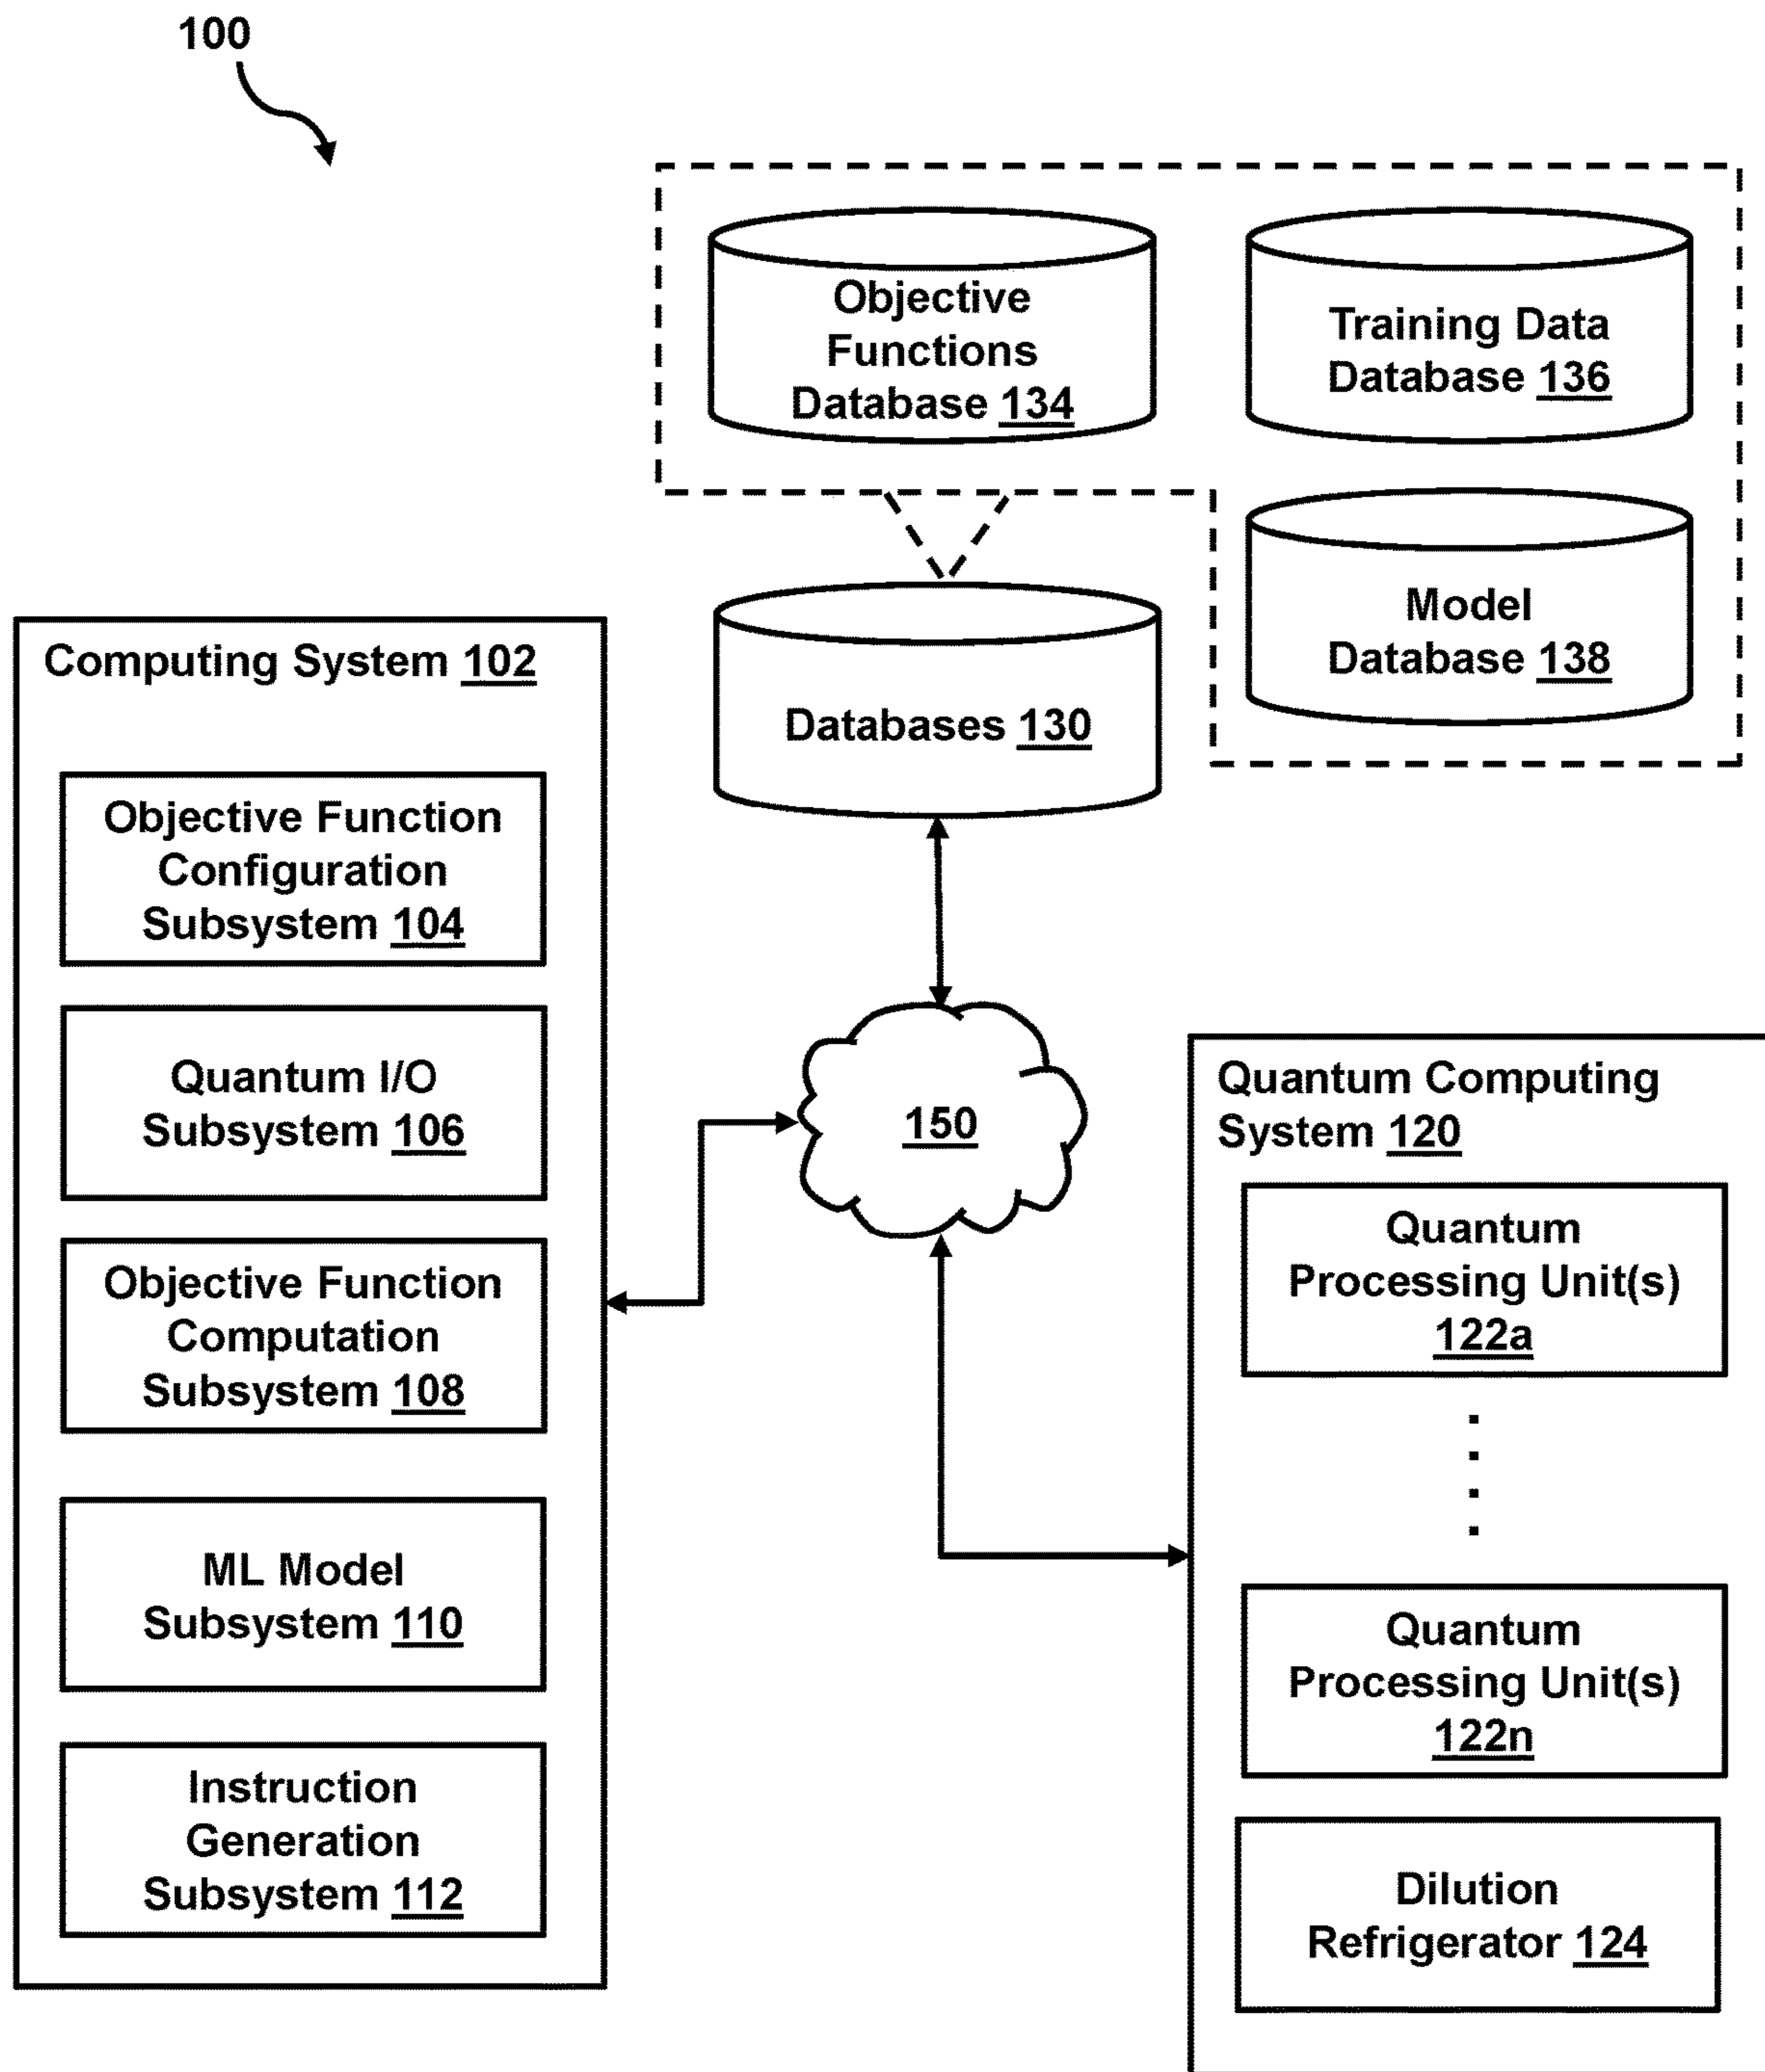 100
Objective
Functions
Database 134
Training Data
Database 136
Model
Database 138
Databases 130
Computing System 102
Objective Function
Configuration
Subsystem 104
Quantum I/O
Subsystem 106
Objective Function
Computation
Subsystem 108
ML Model
Subsystem 110
Instruction
Generation
Subsystem 112
150
Quantum Computing
System 120
Quantum
Processing Unit(s)
122a
Quantum
Processing Unit(s)
122n
Dilution
Refrigerator 124